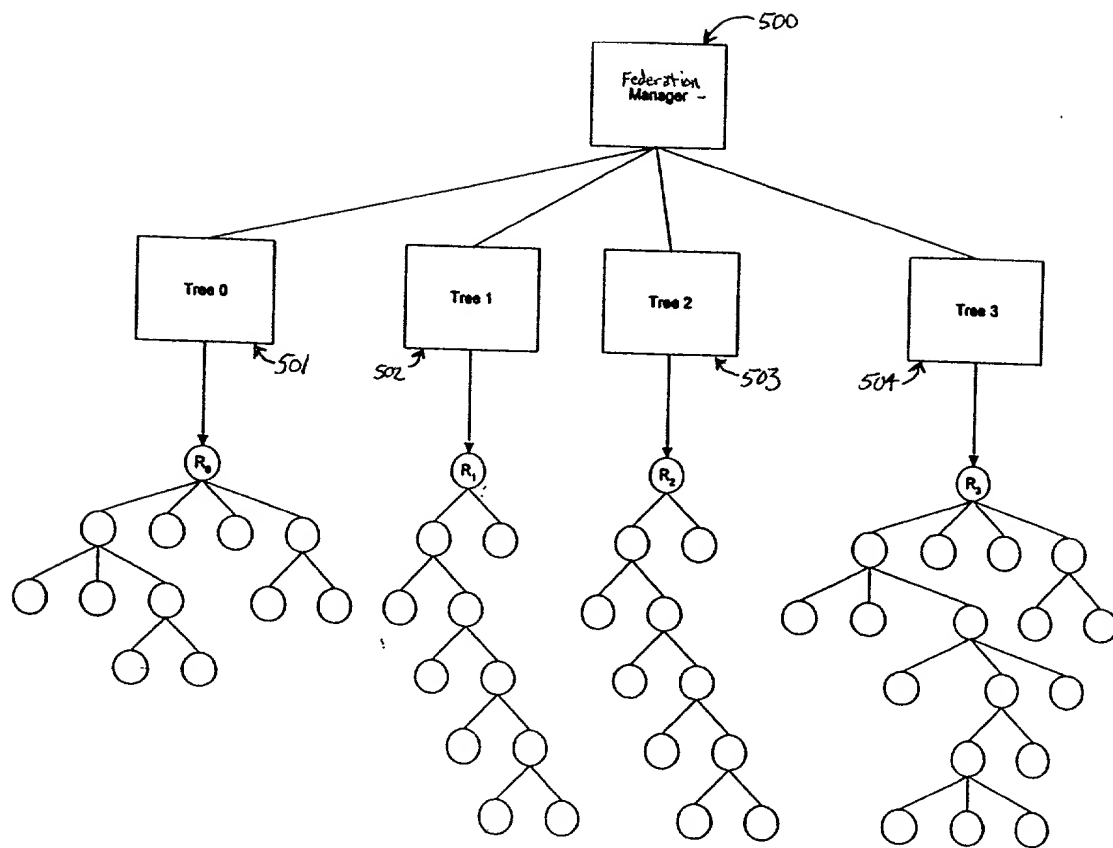 500
Federation
Manager
Tree 0
Tree 1
Tree 2
Tree 3
501
502
503
504
R0
R1
R2
R3